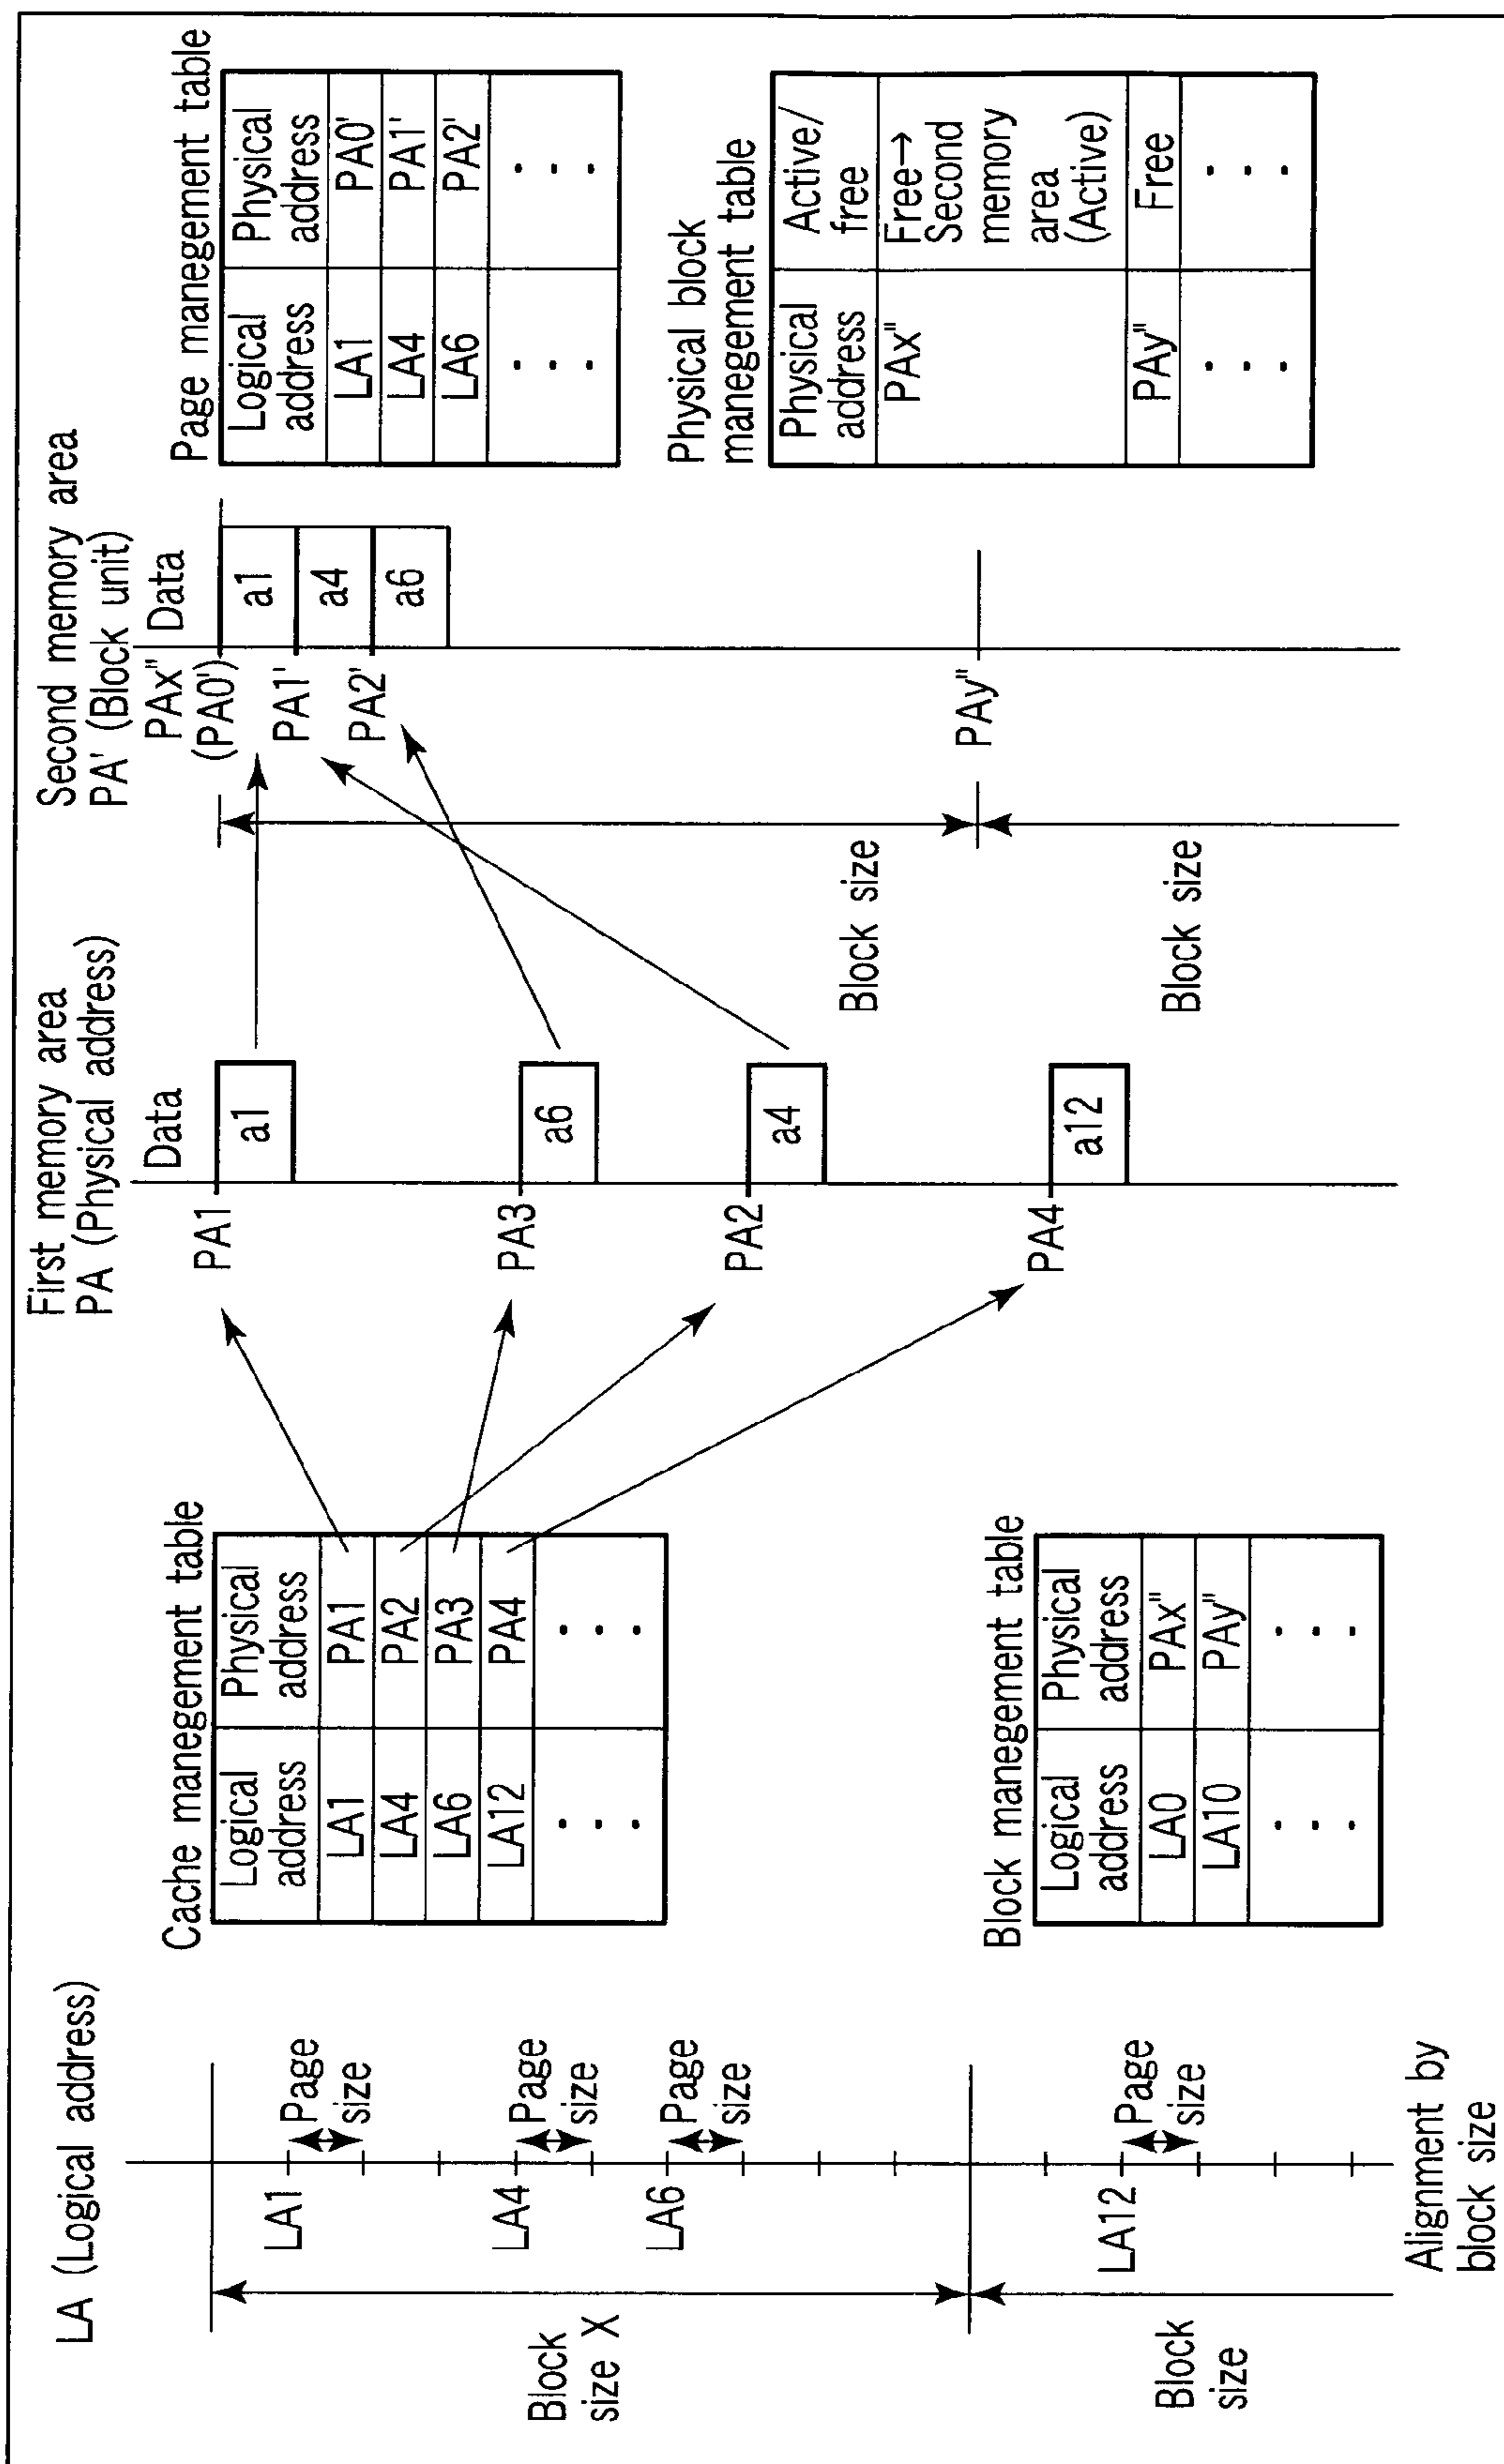 LA (Logical address)
LA1
Page
size
LA4
Page
size
LA6
Page
size
LA12
Page
size
Block
size X
Block
size
Alignment by
block size
Cache manegement table
Logical
address
Physical
address
LA1 PA1
LA4 PA2
LA6 PA3
LA12 PA4
Block manegement table
Logical
address
Physical
address
LA0 PAx"
LA10 PAy"
First memory area
PA (Physical address)
Data
PA1
a1
PA3
a6
PA2
a4
PA4
a12
Second memory area
PA' (Block unit)
PAx"
(PA0')
Data
a1
PA1'
a4
PA2'
a6
PAy"
Block size
Block size
Page manegement table
Logical
address
Physical
address
LA1 PA0'
LA4 PA1'
LA6 PA2'
Physical block
manegement table
Physical
address
Active/
free
PAx"
Free→
Second
memory
area
(Active)
PAy" Free